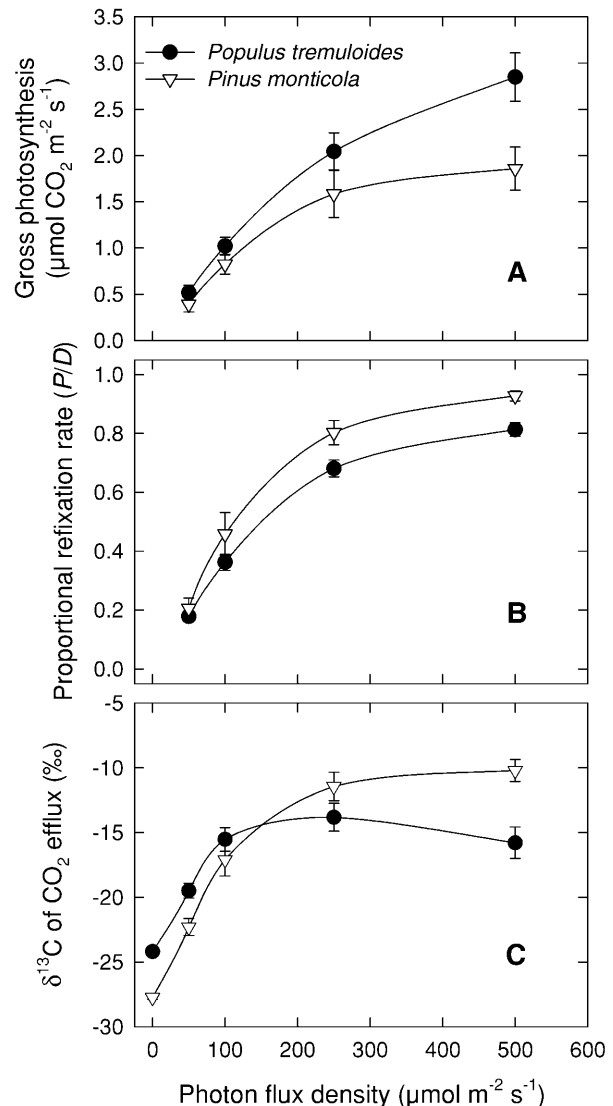 Gross photosynthesis
(μmol CO₂ m⁻² s⁻¹)
3.5
3.0
2.5
2.0
1.5
1.0
0.5
0.0
Populus tremuloides
Pinus monticola
A
Proportional refixation rate (P/D)
1.0
0.8
0.6
0.4
0.2
0.0
B
δ¹³C of CO₂ efflux (‰)
-5
-10
-15
-20
-25
-30
C
0 100 200 300 400 500 600
Photon flux density (μmol m⁻² s⁻¹)